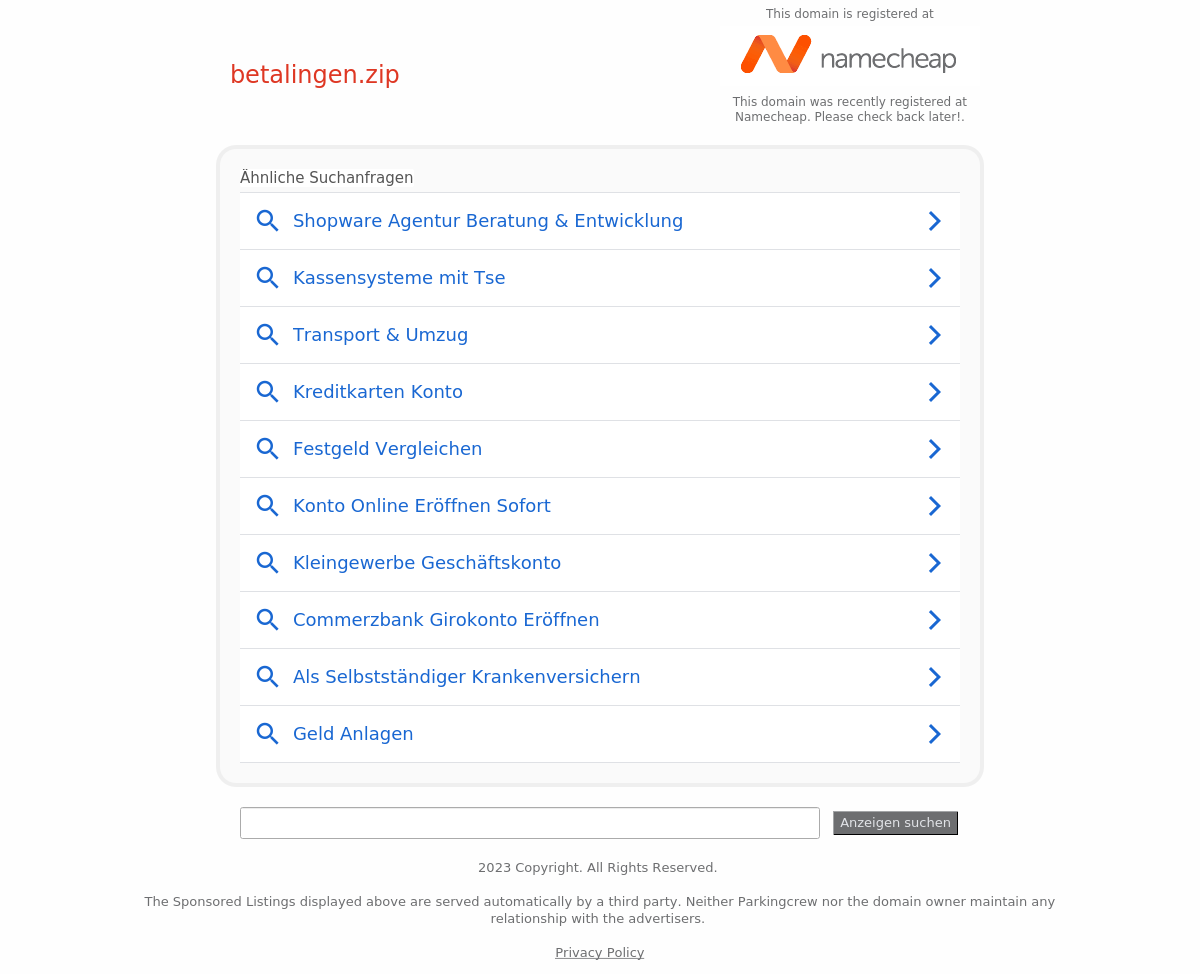 This domain is registered at
namecheap
betalingen.zip
This domain was recently registered at
Namecheap. Please check back later!.
Ähnliche Suchanfragen
Shopware Agentur Beratung & Entwicklung
Kassensysteme mit Tse
Transport & Umzug
Kreditkarten Konto
Festgeld Vergleichen
Konto Online Eröffnen Sofort
Kleingewerbe Geschäftskonto
Commerzbank Girokonto Eröffnen
Als Selbstständiger Krankenversichern
Geld Anlagen
Anzeigen suchen
2023 Copyright. All Rights Reserved.
The Sponsored Listings displayed above are served automatically by a third party. Neither Parkingcrew nor the domain owner maintain any
relationship with the advertisers.
Privacy Policy